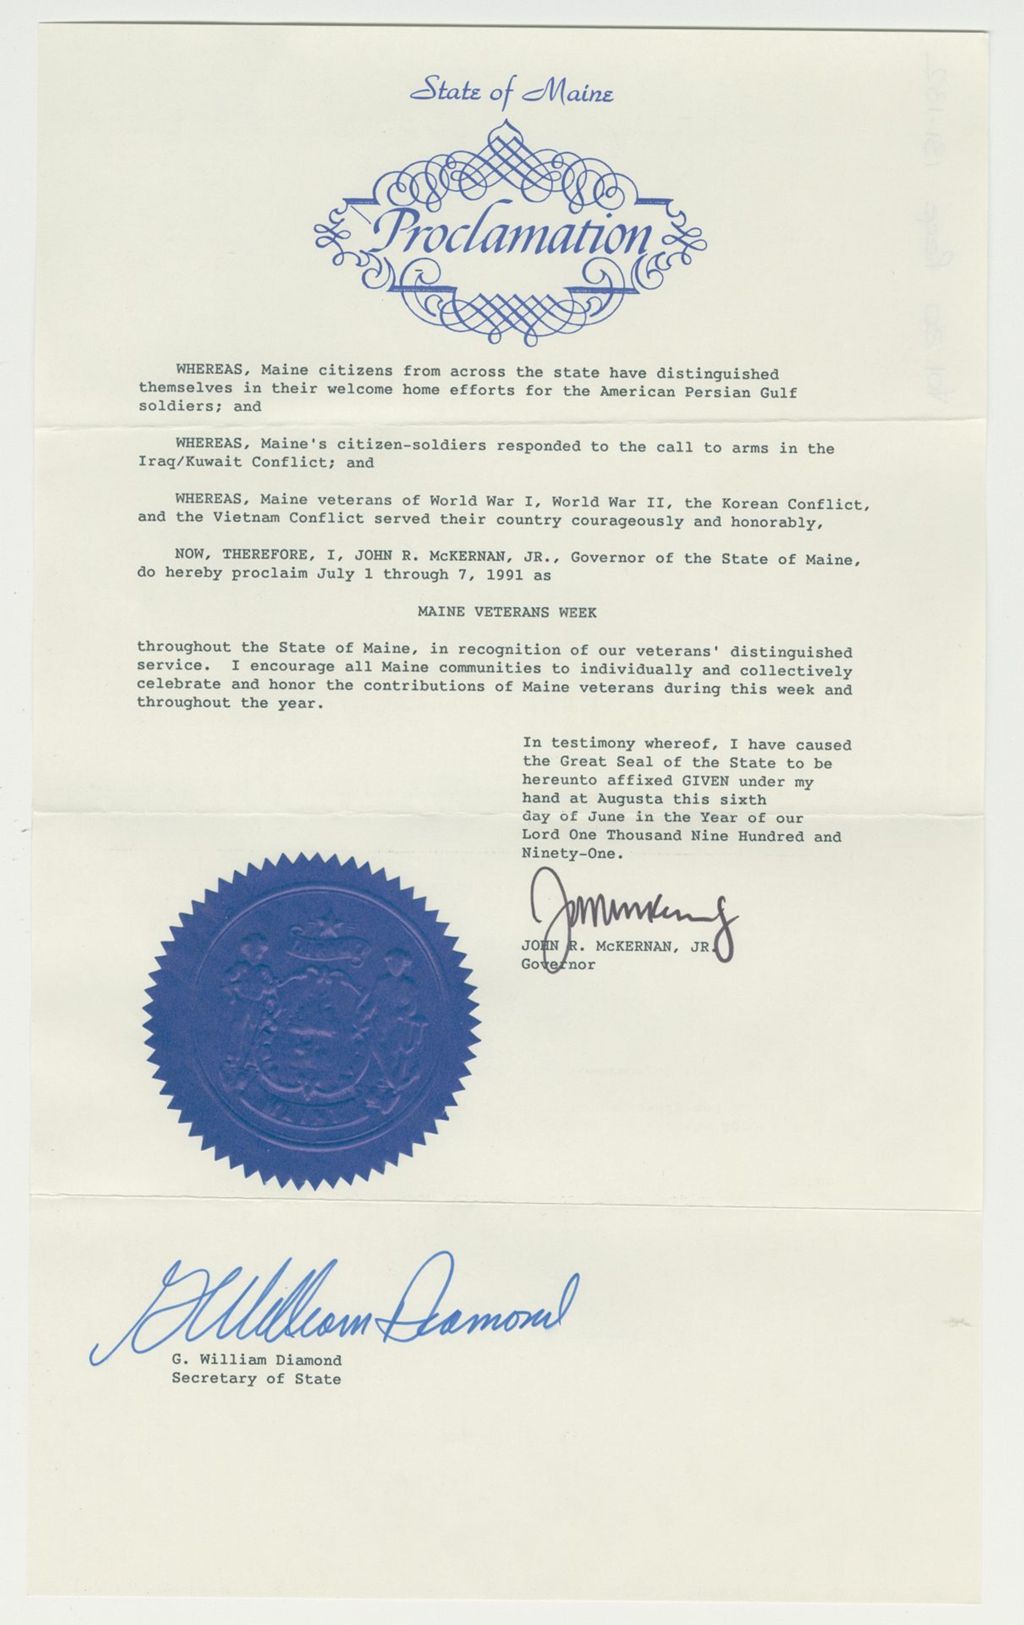 State of Maine
Proclamation
WHEREAS, Maine citizens from across the state have distinguished
themselves in their welcome home efforts for the American Persian Gulf
soldiers; and
WHEREAS, Maine's citizen-soldiers responded to the call to arms in the
Iraq/Kuwait Conflict; and
WHEREAS, Maine veterans of World War I, World War II, the Korean Conflict,
and the Vietnam Conflict served their country courageously and honorably,
NOW, THEREFORE, I, JOHN R. McKERNAN, JR., Governor of the State of Maine,
do hereby proclaim July 1 through 7, 1991 as
MAINE VETERANS WEEK
throughout the State of Maine, in recognition of our veterans' distinguished
service. I encourage all Maine communities to individually and collectively
celebrate and honor the contributions of Maine veterans during this week and
throughout the year.
In testimony whereof, I have caused
the Great Seal of the State to be
hereunto affixed GIVEN under my
hand at Augusta this sixth
day of June in the Year of our
Lord One Thousand Nine Hundred and
Ninety-One.
JOHN R. McKERNAN, JR.
Governor
MAINE
G. William Diamond
G. William Diamond
Secretary of State